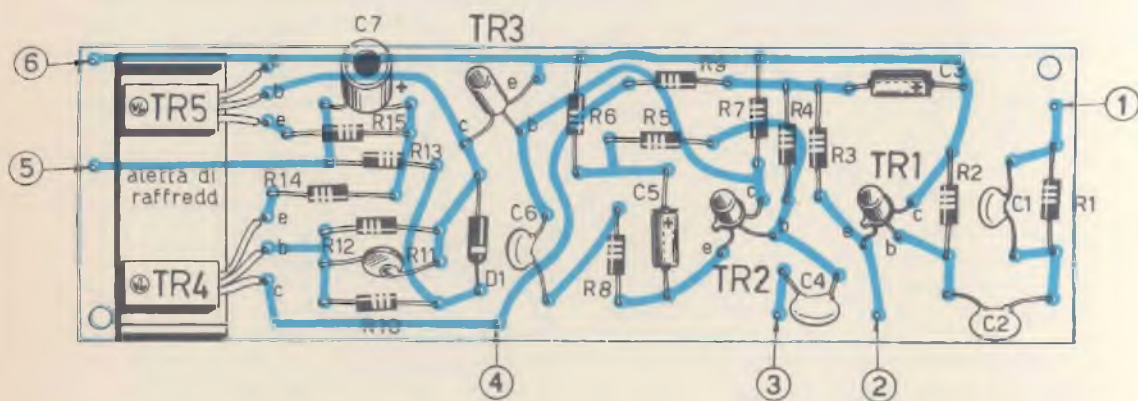 C7
TR3
6
c
e
R9
C3
TR5
b
+
R7
+
1
e
R15
c
b
R6
R5
R4
R3
TR1
R2
5
R13
aletta di
raffredd
R14
C5
+
c
c
C1
R1
e
C6
e
b
e
b
b
R12
R11
TR4
D1
R8
TR2
C4
c
R10
C2
4
3
2